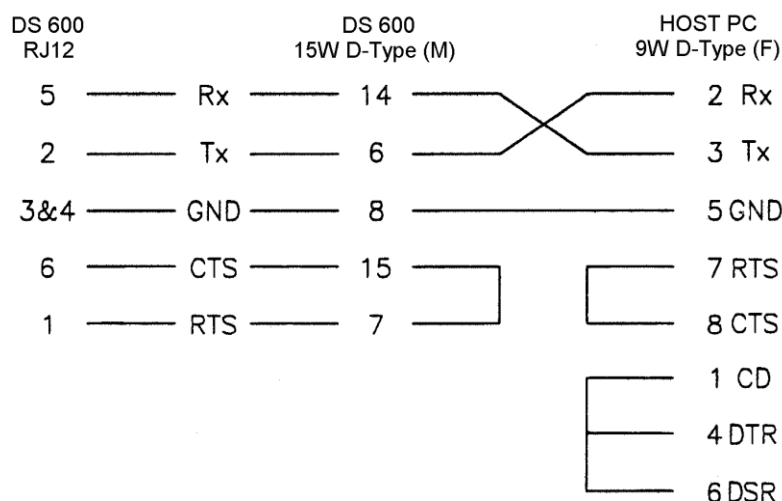 DS 600 DS 600 HOST PC
RJ12 15W D-Type (M) 9W D-Type (F)
5 Rx 14 2 Rx
2 Tx 6 3 Tx
3&4 GND 8 5 GND
6 CTS 15 7 RTS
1 RTS 7 8 CTS
1 CD
4 DTR
6 DSR